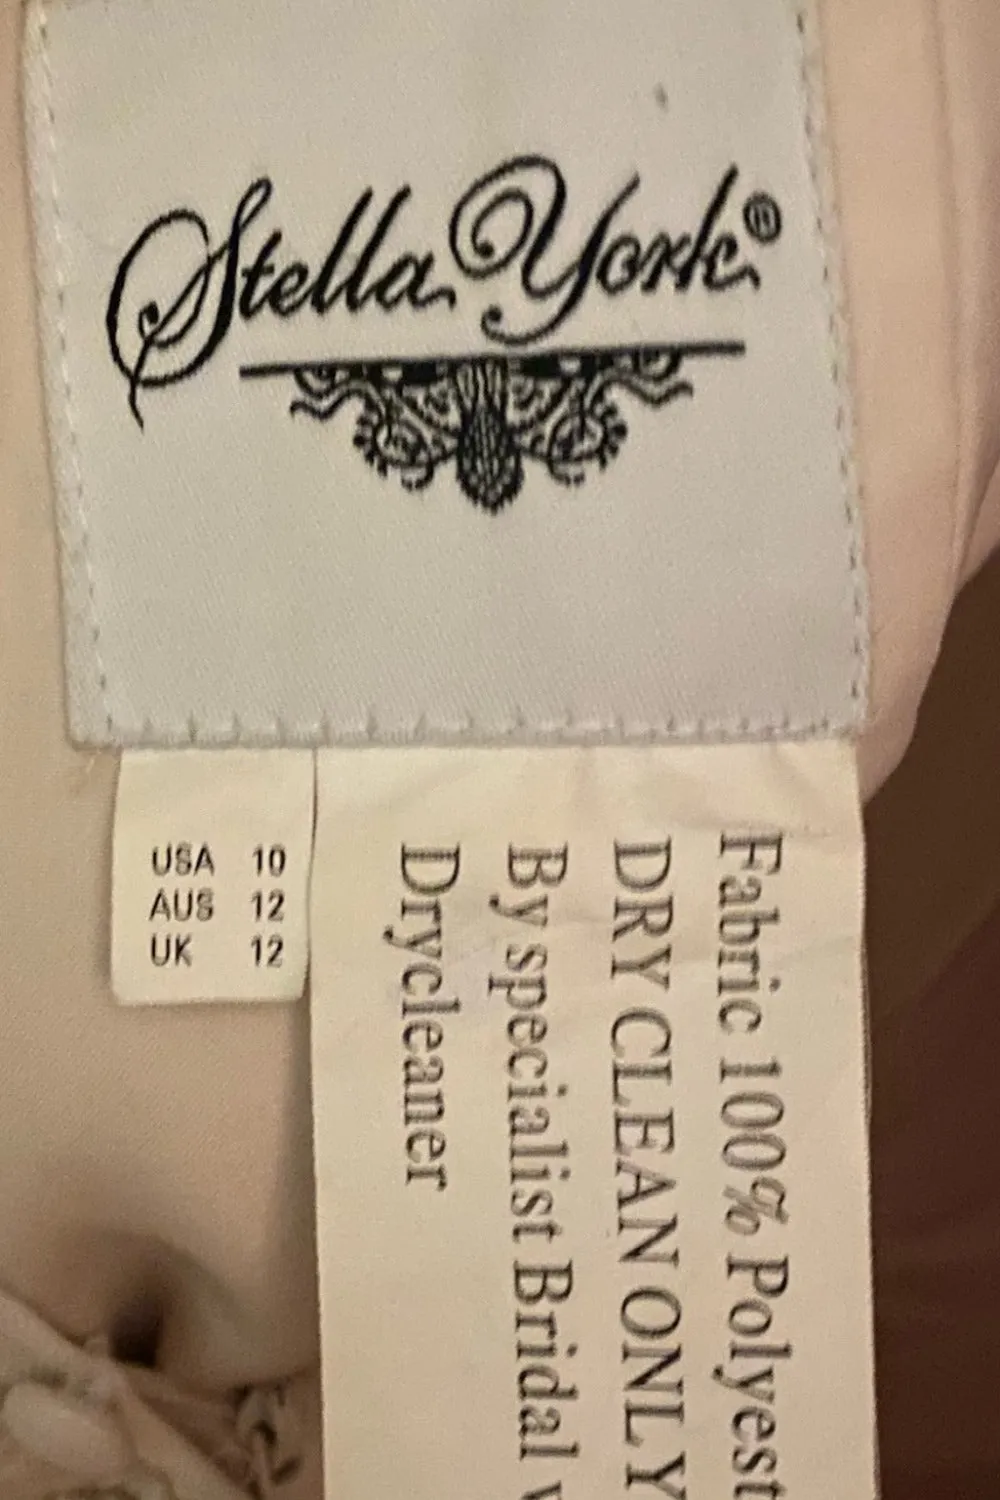 Stella York®
USA 10
AUS 12
UK 12
Fabric 100% Polyest
DRY CLEAN ONLY
By specialist Bridal
Drycleaner